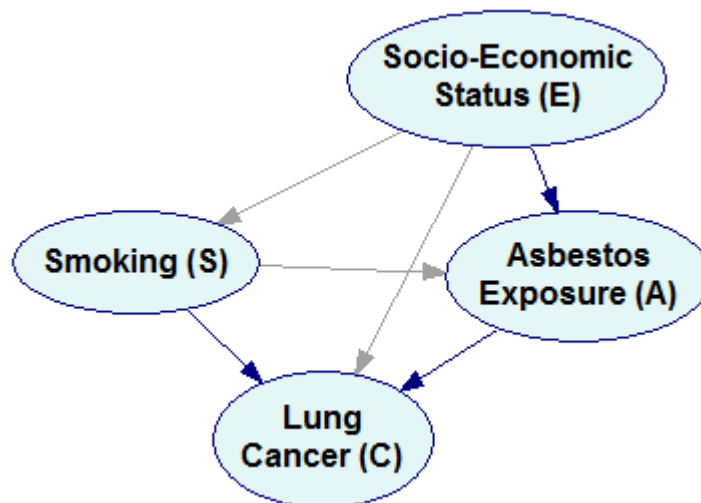 Socio-Economic
Status (E)
Smoking (S)
Asbestos
Exposure (A)
Lung
Cancer (C)